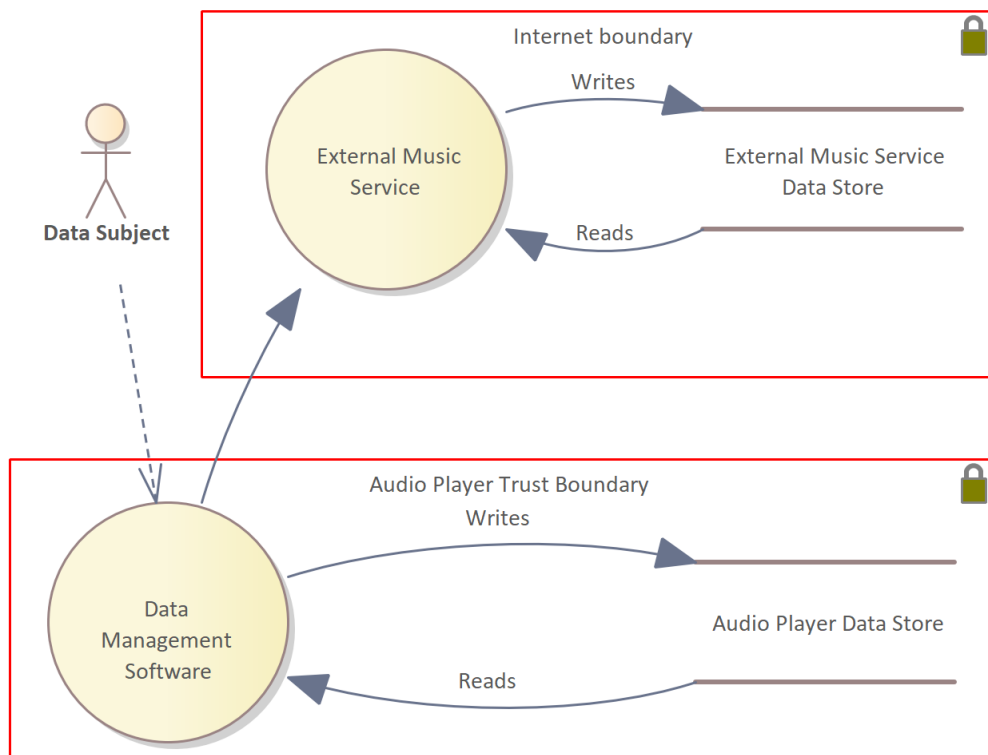 Internet boundary
Writes
External Music
Service
External Music Service
Data Store
Reads
Data Subject
Audio Player Trust Boundary
Writes
Data
Management
Software
Audio Player Data Store
Reads